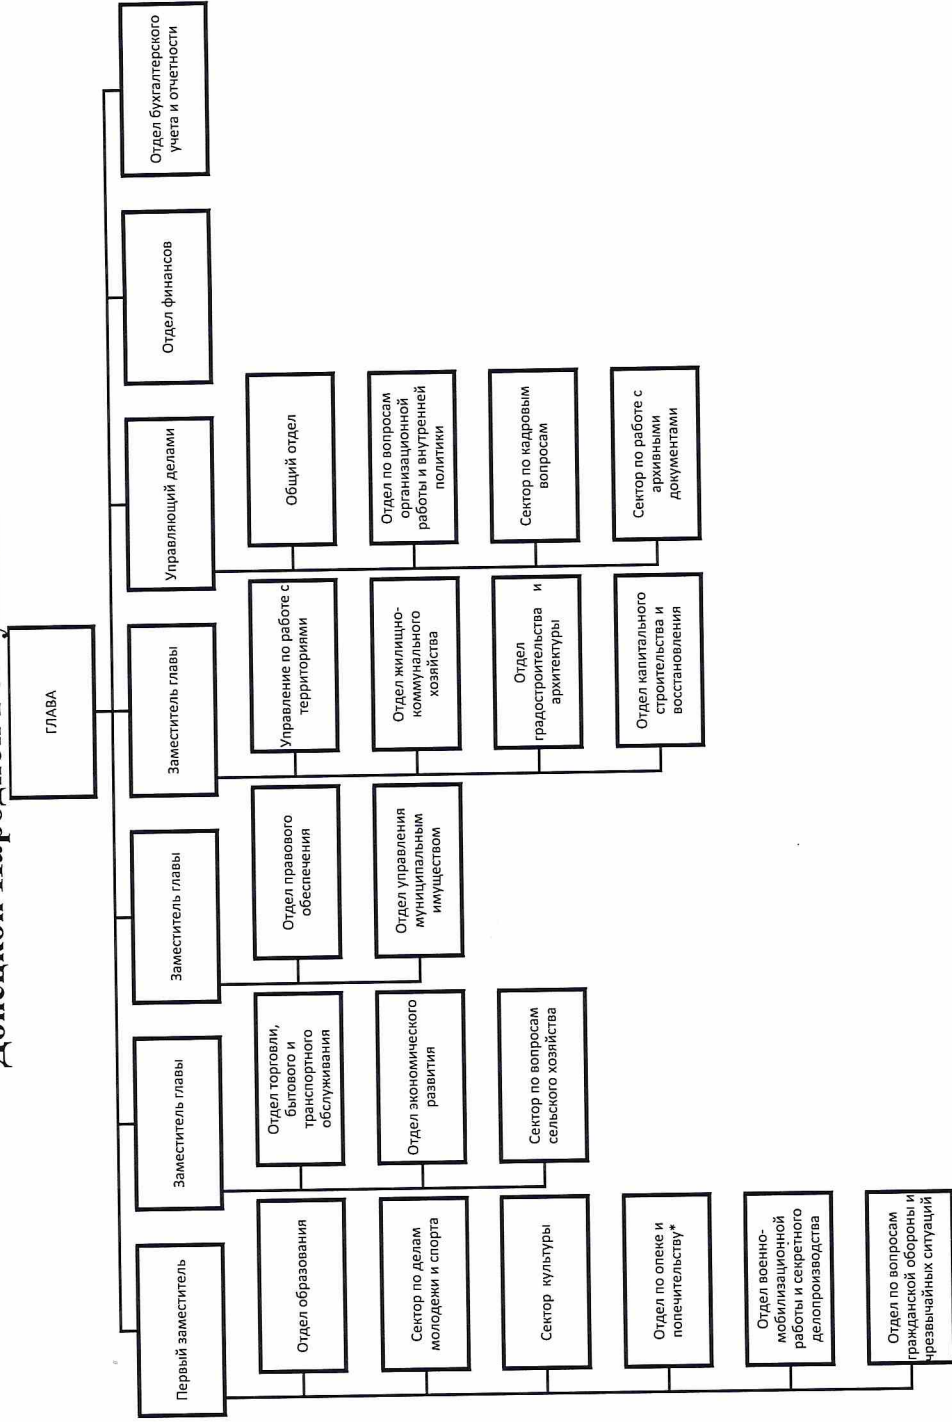 ГЛАВА
Первый заместитель
Отдел образования
Сектор по делам
молодежи и спорта
Сектор культуры
Отдел по опеке и
попечительству*
Отдел военно-
мобилизационной
работы и секретного
делопроизводства
Отдел по вопросам
гражданской обороны и
чрезвычайных ситуаций
Заместитель главы
Отдел торговли,
бытового и
транспортного
обслуживания
Отдел экономического
развития
Сектор по вопросам
сельского хозяйства
Заместитель главы
Отдел правового
обеспечения
Отдел управления
муниципальным
имуществом
Заместитель главы
Управление по работе с
территориями
Отдел жилищно-
коммунального
хозяйства
Отдел
градостроительства и
архитектуры
Отдел капитального
строительства и
восстановления
Управляющий делами
Общий отдел
Отдел по вопросам
организационной
работы и внутренней
политики
Сектор по кадровым
вопросам
Сектор по работе с
архивными
документами
Отдел финансов
Отдел бухгалтерского
учета и отчетности